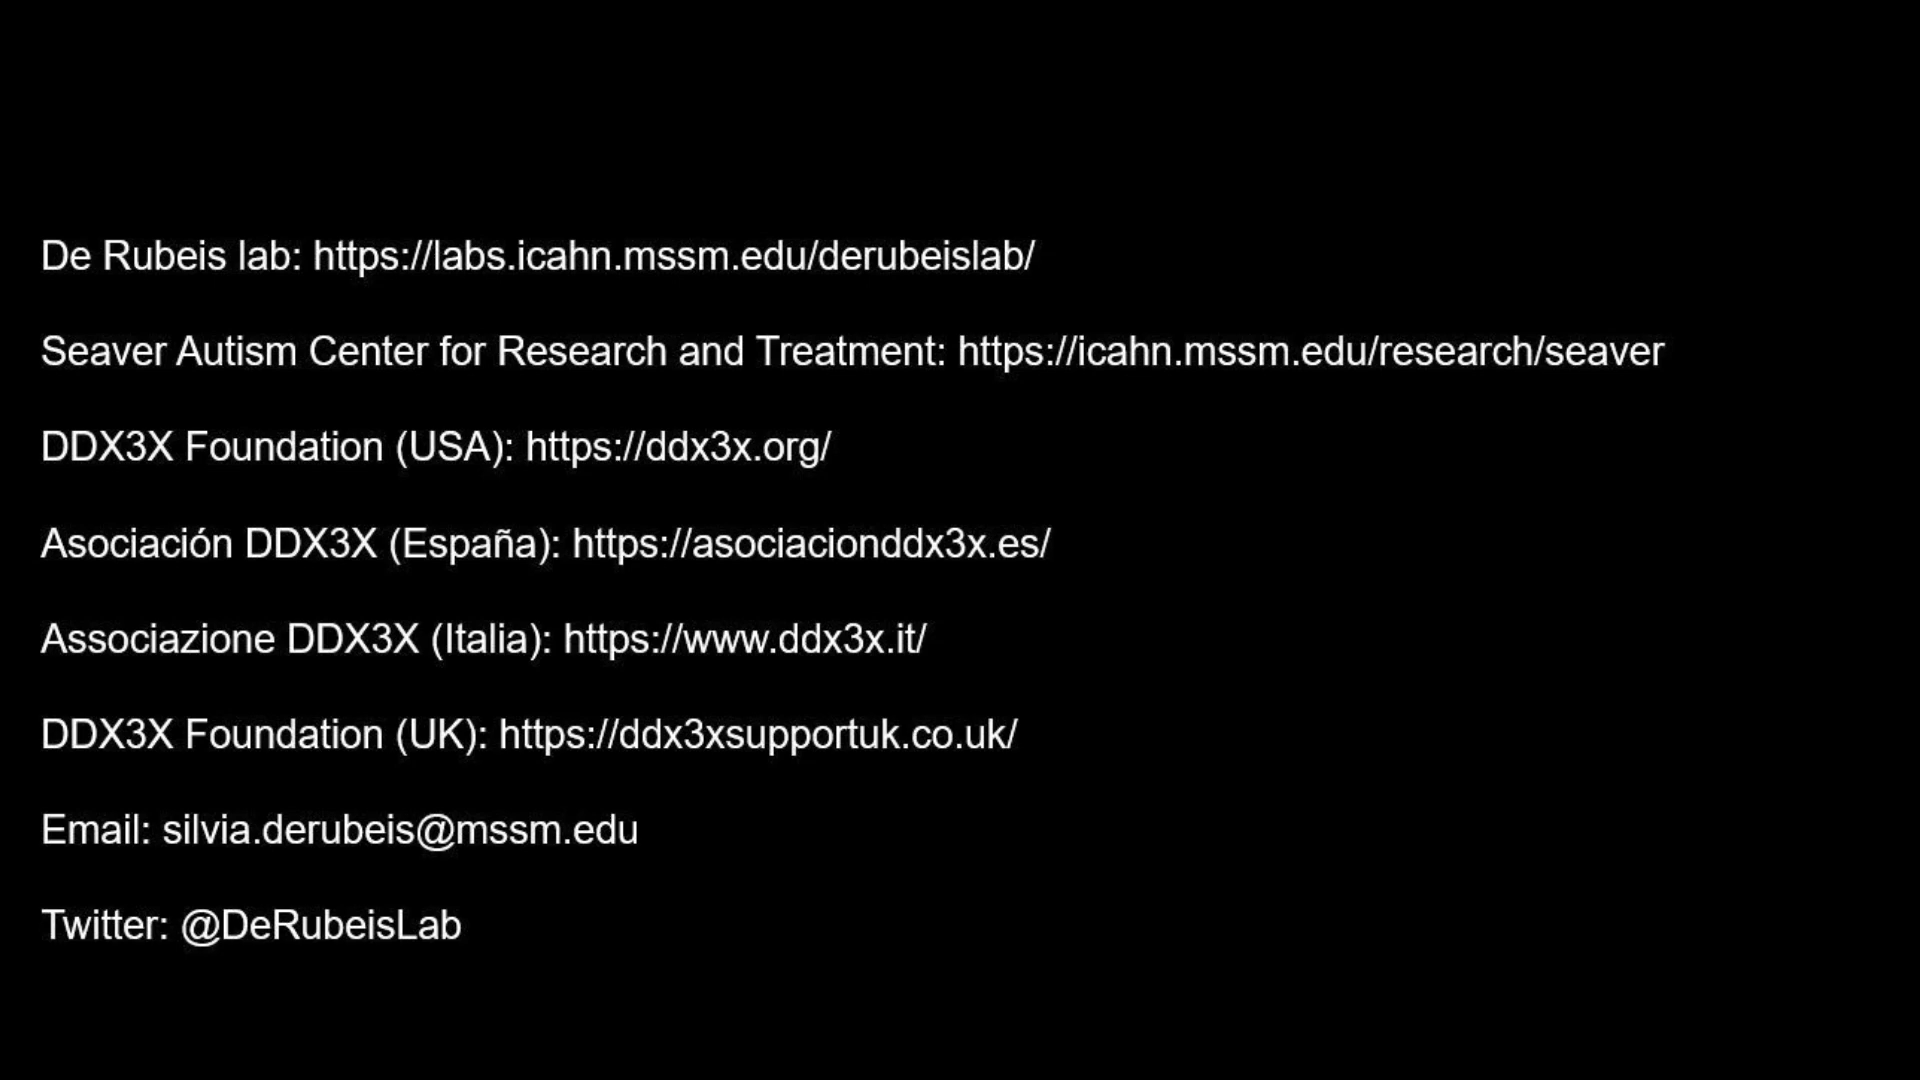 De Rubeis lab: https://labs.icahn.mssm.edu/derubeislab/
Seaver Autism Center for Research and Treatment: https://icahn.mssm.edu/research/seaver
DDX3X Foundation (USA): https://ddx3x.org/
Asociación DDX3X (España): https://asociacionddx3x.es/
Associazione DDX3X (Italia): https://www.ddx3x.it/
DDX3X Foundation (UK): https://ddx3xsupportuk.co.uk/
Email: silvia.derubeis@mssm.edu
Twitter: @DeRubeisLab